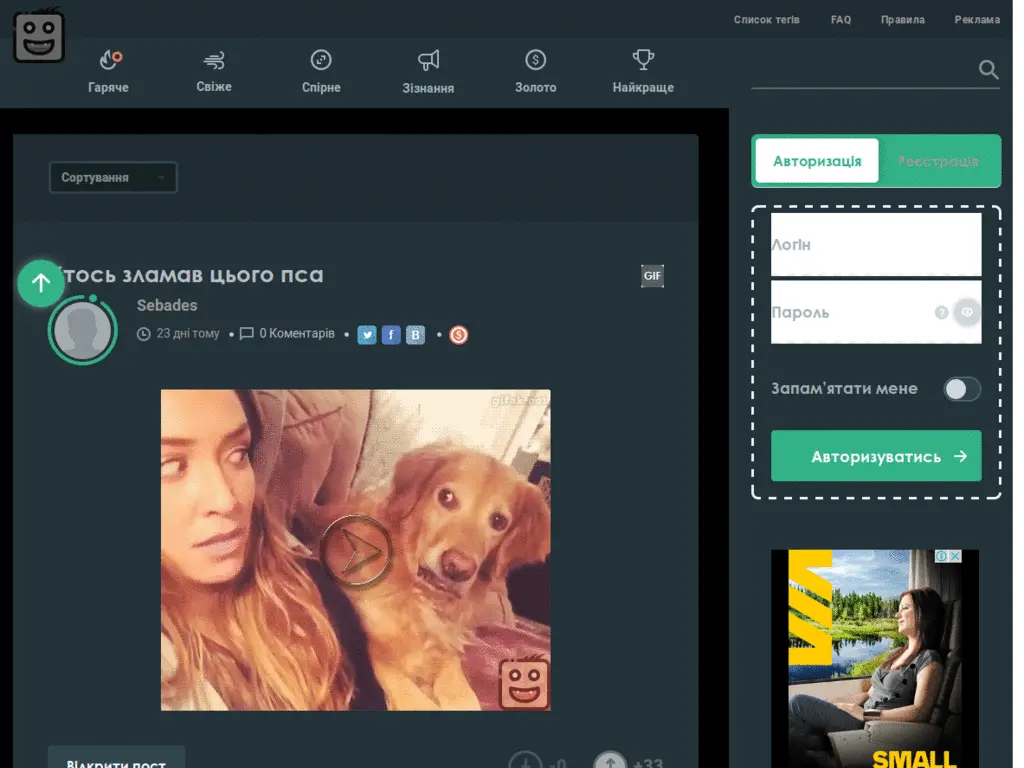 Список тегів FAQ Правила Реклама
Гаряче Свіже Спірне Зізнання Золото Найкраще
Авторизація Реєстрація
Сортування
Логін
тось зламав цього пса
GIF
Sebades
Пароль ?
23 дні тому • 0 Коментарів •
Запам'ятати мене
Авторизуватись
gifak.net
SMALL
Відкрити пост
-0 +33